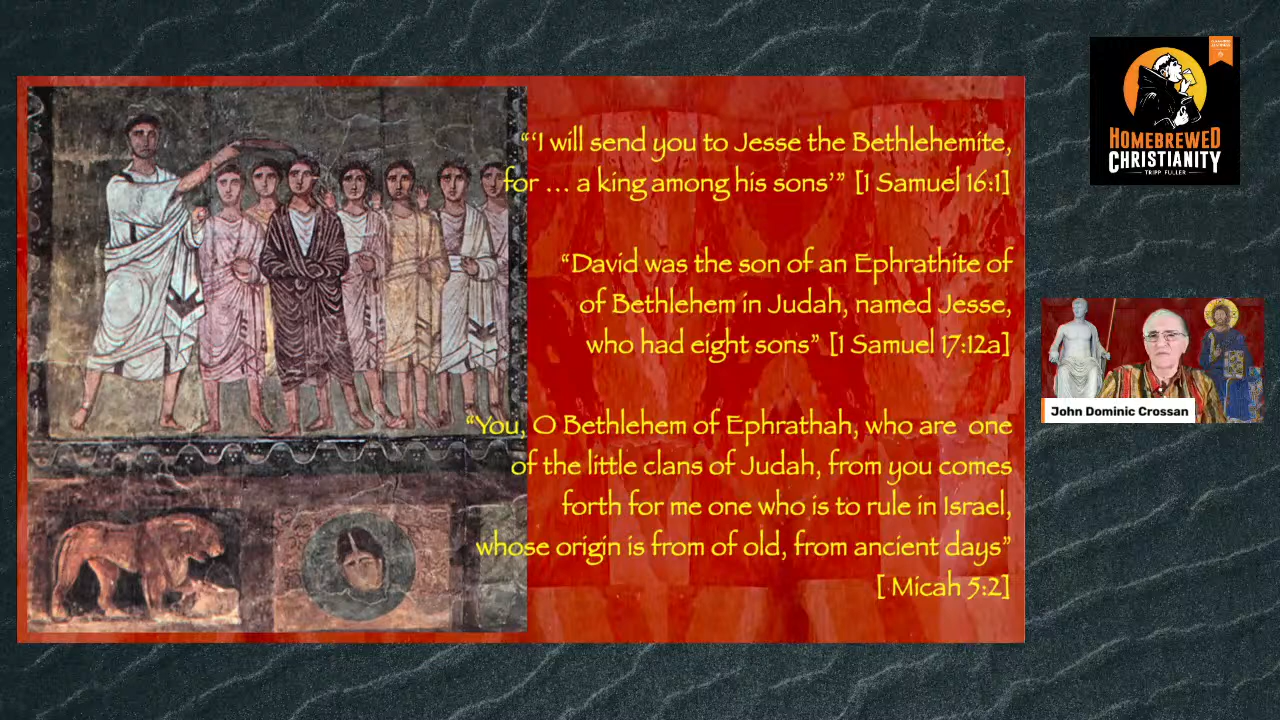 “‘I will send you to Jesse the Bethlehemite,
for … a king among his sons’” [1 Samuel 16:1]
“David was the son of an Ephrathite of
of Bethlehem in Judah, named Jesse,
who had eight sons” [1 Samuel 17:12a]
“You, O Bethlehem of Ephrathah, who are one
of the little clans of Judah, from you comes
forth for me one who is to rule in Israel,
whose origin is from of old, from ancient days”
[ Micah 5:2]
HOMEBREWED
CHRISTIANITY
TRIPP FULLER
John Dominic Crossan